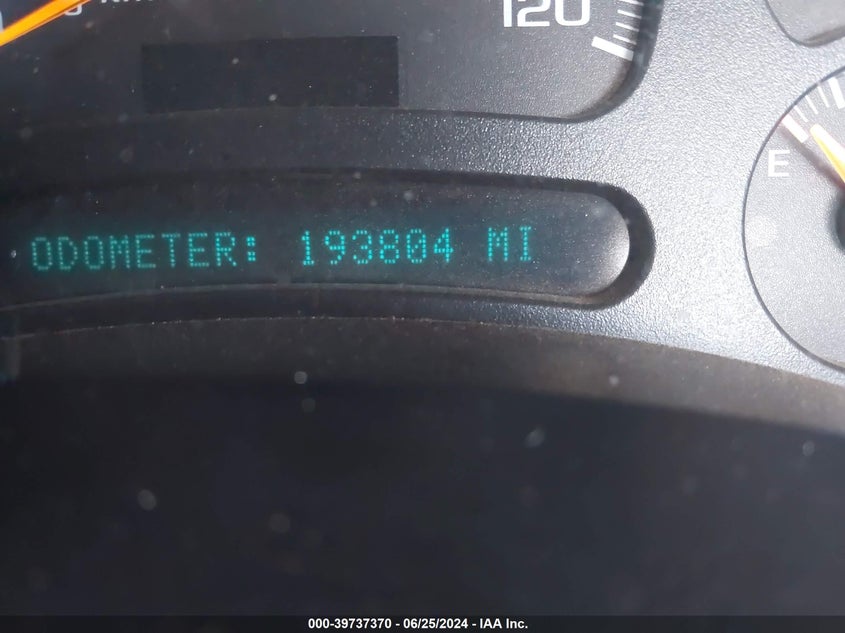 120
E
ODOMETER: 193804 MI
000-39737370 - 06/25/2024 - IAA Inc.